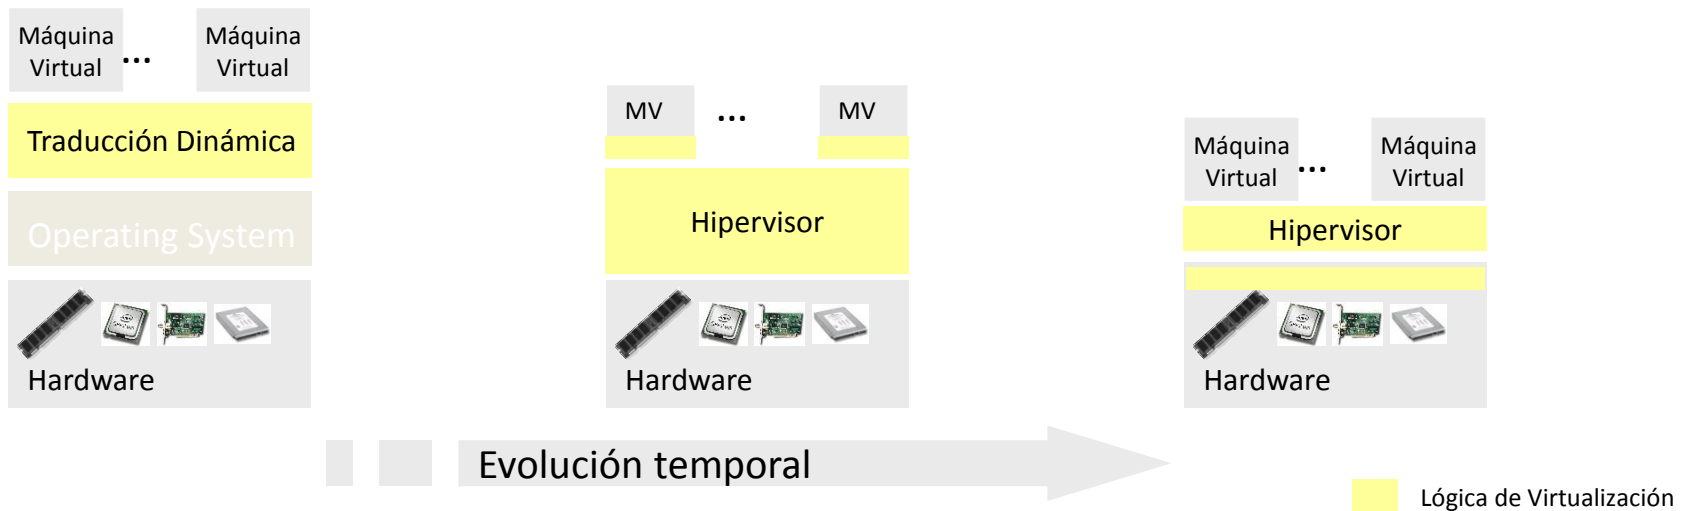 Máquina
Virtual
...
Máquina
Virtual
Traducción Dinámica
Operating System
Hardware
MV
...
MV
Hipervisor
Hardware
Máquina
Virtual
...
Máquina
Virtual
Hipervisor
Hardware
Evolución temporal
Lógica de Virtualización